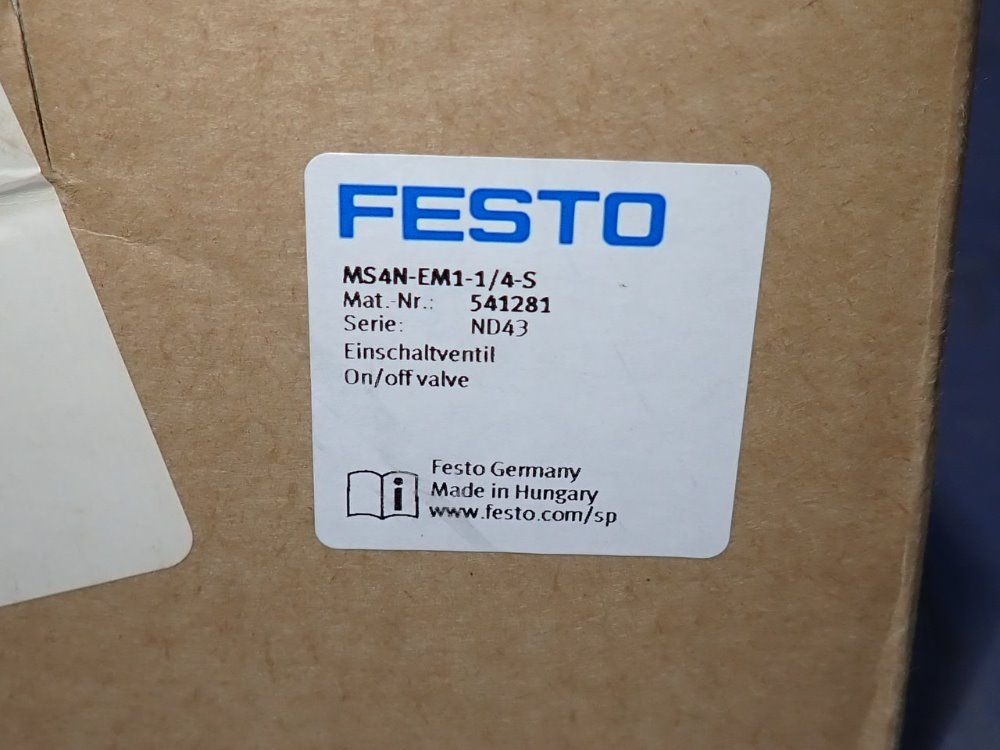 FESTO
MS4N-EM1-1/4-S
Mat.-Nr.: 541281
Serie: ND43
Einschaltventil
On/off valve
Festo Germany
Made in Hungary
www.festo.com/sp